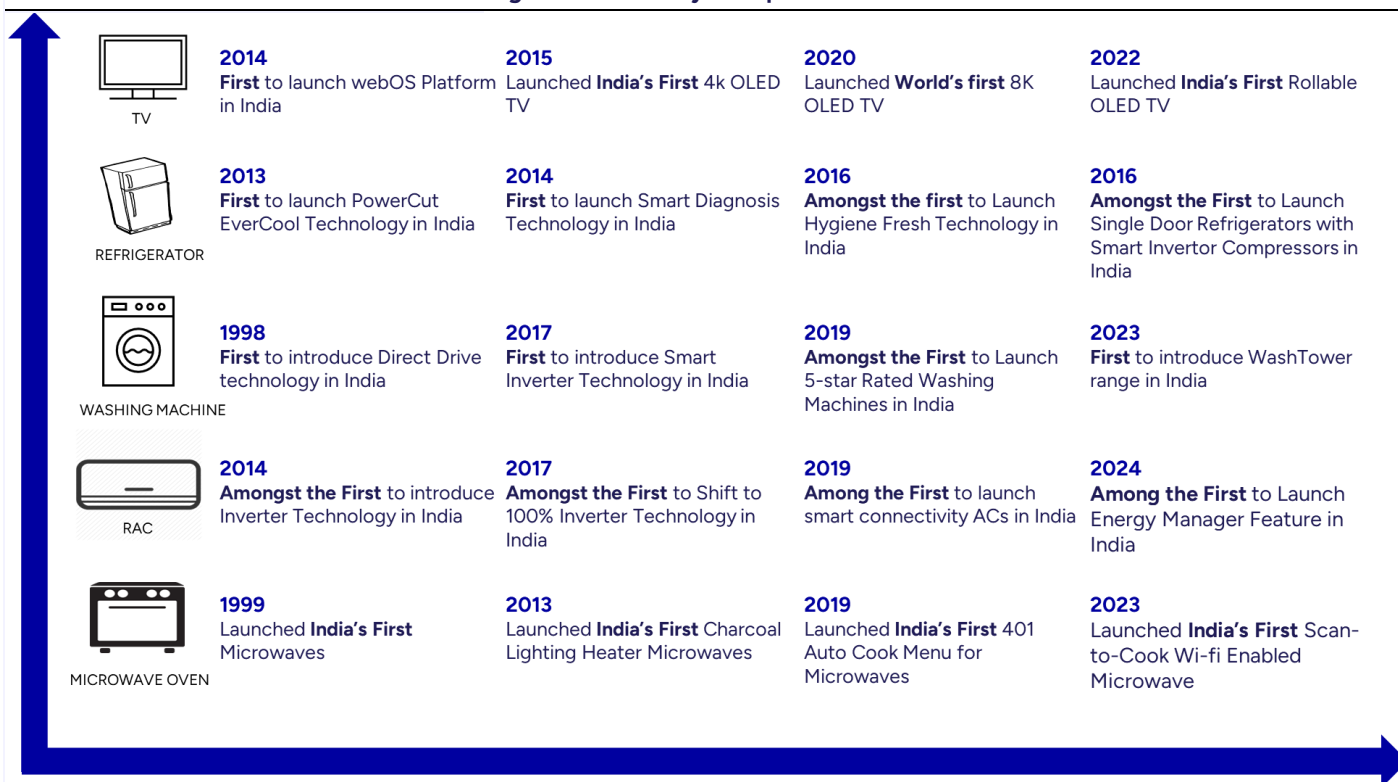 TV
2014
First to launch webOS Platform
in India
2015
Launched India's First 4k OLED
TV
2020
Launched World's first 8K
OLED TV
2022
Launched India's First Rollable
OLED TV
REFRIGERATOR
2013
First to launch PowerCut
EverCool Technology in India
2014
First to launch Smart Diagnosis
Technology in India
2016
Amongst the first to Launch
Hygiene Fresh Technology in
India
2016
Amongst the First to Launch
Single Door Refrigerators with
Smart Invertor Compressors in
India
WASHING MACHINE
1998
First to introduce Direct Drive
technology in India
2017
First to introduce Smart
Inverter Technology in India
2019
Amongst the First to Launch
5-star Rated Washing
Machines in India
2023
First to introduce WashTower
range in India
RAC
2014
Amongst the First to introduce
Inverter Technology in India
2017
Amongst the First to Shift to
100% Inverter Technology in
India
2019
Among the First to launch
smart connectivity ACs in India
2024
Among the First to Launch
Energy Manager Feature in
India
MICROWAVE OVEN
1999
Launched India's First
Microwaves
2013
Launched India's First Charcoal
Lighting Heater Microwaves
2019
Launched India's First 401
Auto Cook Menu for
Microwaves
2023
Launched India's First Scan-
to-Cook Wi-fi Enabled
Microwave